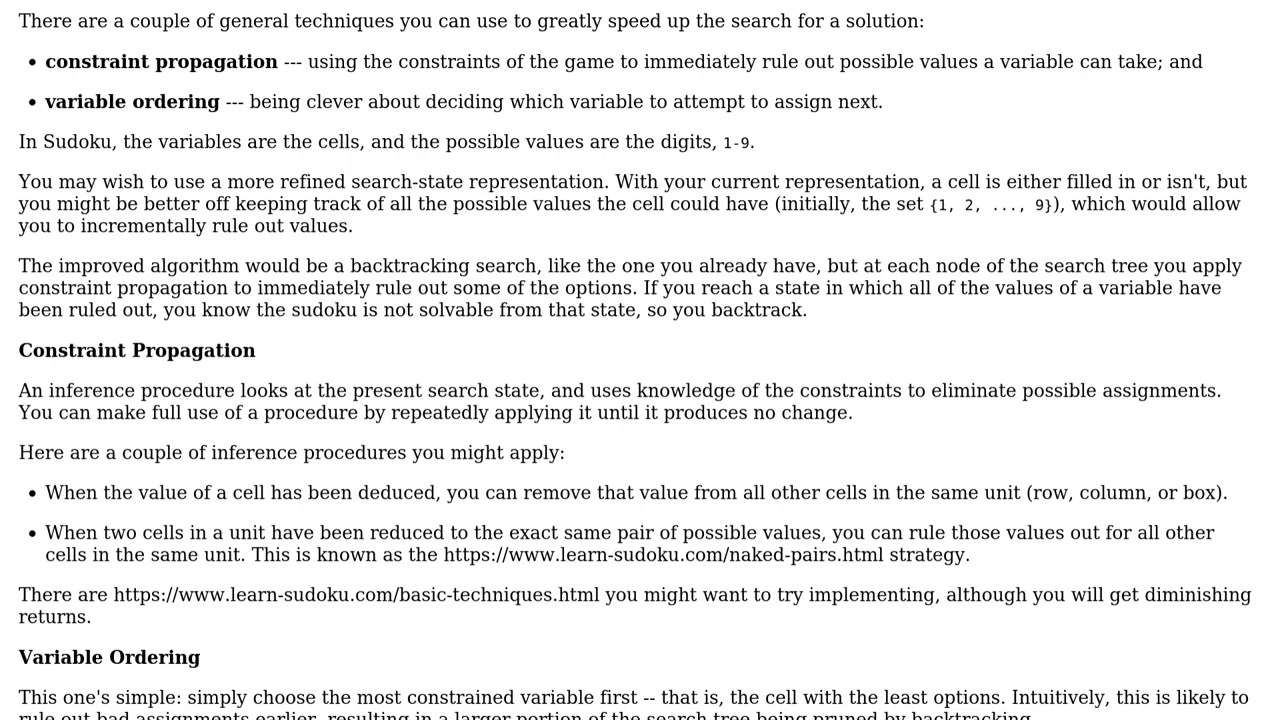 There are a couple of general techniques you can use to greatly speed up the search for a solution:
• constraint propagation --- using the constraints of the game to immediately rule out possible values a variable can take; and
• variable ordering --- being clever about deciding which variable to attempt to assign next.
In Sudoku, the variables are the cells, and the possible values are the digits, 1-9.
You may wish to use a more refined search-state representation. With your current representation, a cell is either filled in or isn't, but
you might be better off keeping track of all the possible values the cell could have (initially, the set {1, 2, ..., 9}), which would allow
you to incrementally rule out values.
The improved algorithm would be a backtracking search, like the one you already have, but at each node of the search tree you apply
constraint propagation to immediately rule out some of the options. If you reach a state in which all of the values of a variable have
been ruled out, you know the sudoku is not solvable from that state, so you backtrack.
Constraint Propagation
An inference procedure looks at the present search state, and uses knowledge of the constraints to eliminate possible assignments.
You can make full use of a procedure by repeatedly applying it until it produces no change.
Here are a couple of inference procedures you might apply:
• When the value of a cell has been deduced, you can remove that value from all other cells in the same unit (row, column, or box).
• When two cells in a unit have been reduced to the exact same pair of possible values, you can rule those values out for all other
cells in the same unit. This is known as the https://www.learn-sudoku.com/naked-pairs.html strategy.
There are https://www.learn-sudoku.com/basic-techniques.html you might want to try implementing, although you will get diminishing
returns.
Variable Ordering
This one's simple: simply choose the most constrained variable first -- that is, the cell with the least options. Intuitively, this is likely to
rule out bad assignments earlier, resulting in a larger portion of the search tree being pruned by backtracking.